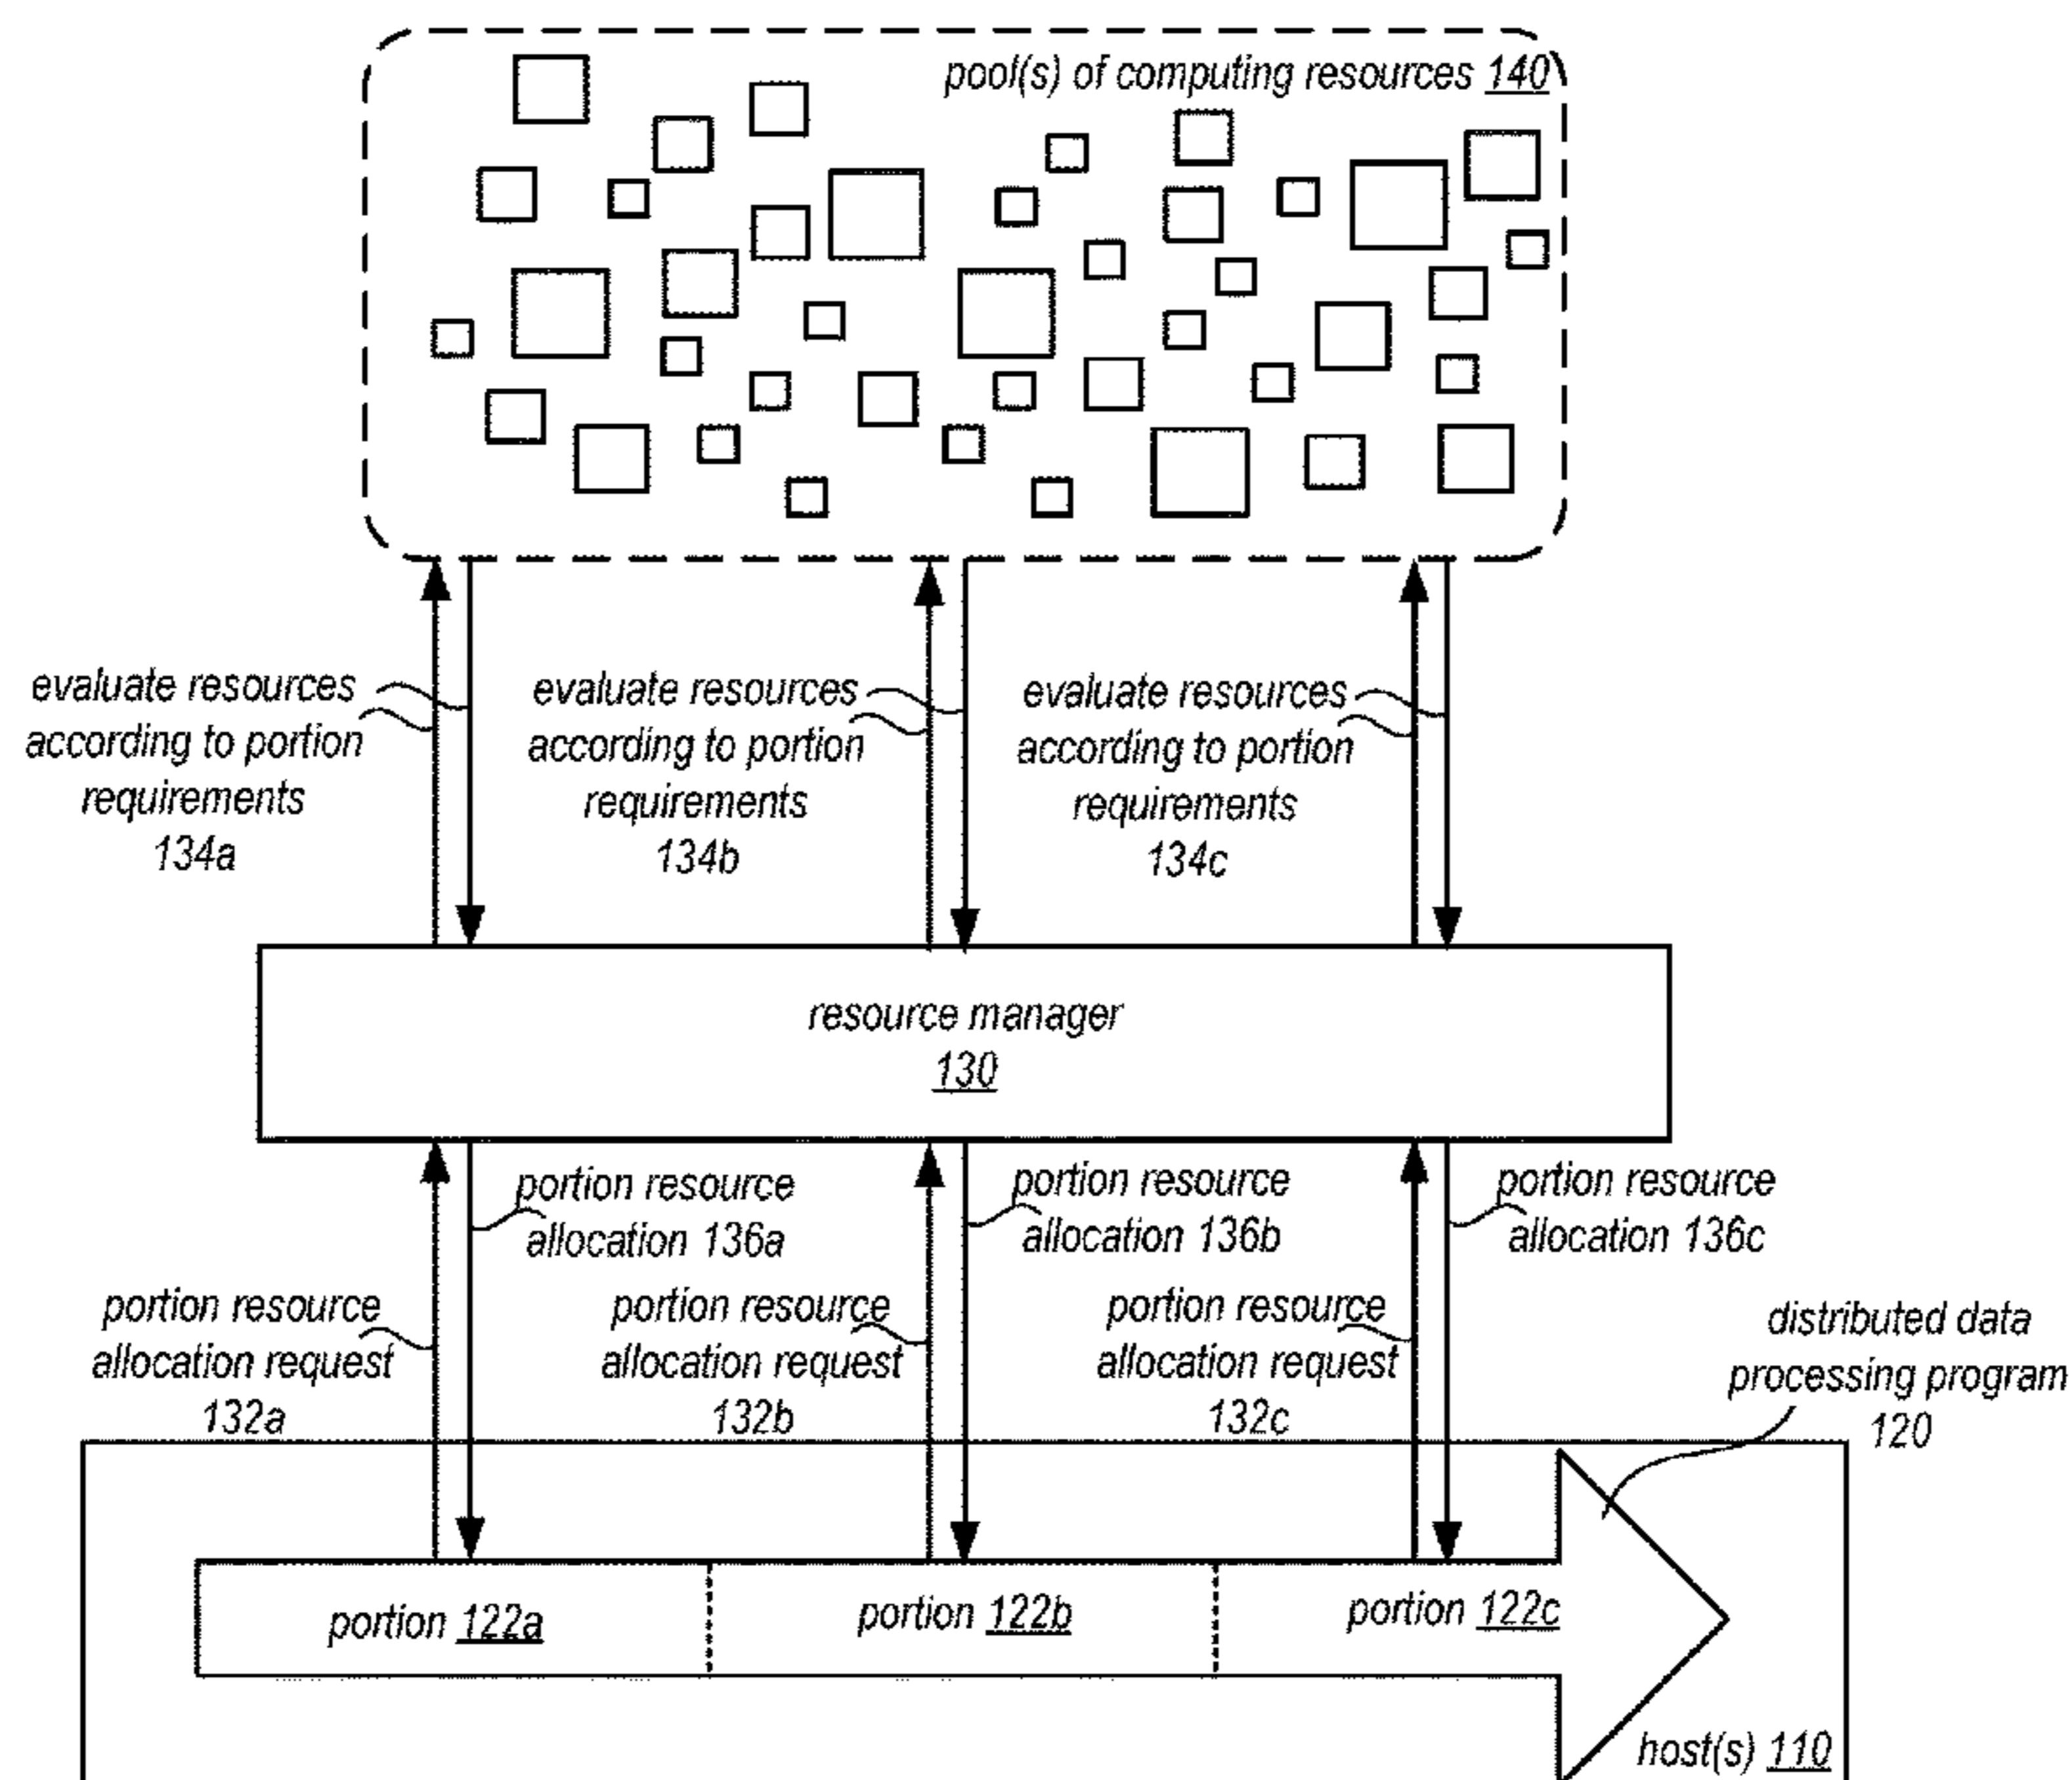 pool(s) of computing resources 140
evaluate resources
according to portion
requirements
134a
evaluate resources
according to portion
requirements
134b
evaluate resources
according to portion
requirements
134c
resource manager
130
portion resource
allocation 136a
portion resource
allocation 136b
portion resource
allocation 136c
portion resource
allocation request
132a
portion resource
allocation request
132b
portion resource
allocation request
132c
distributed data
processing program
120
portion 122a
portion 122b
portion 122c
host(s) 110